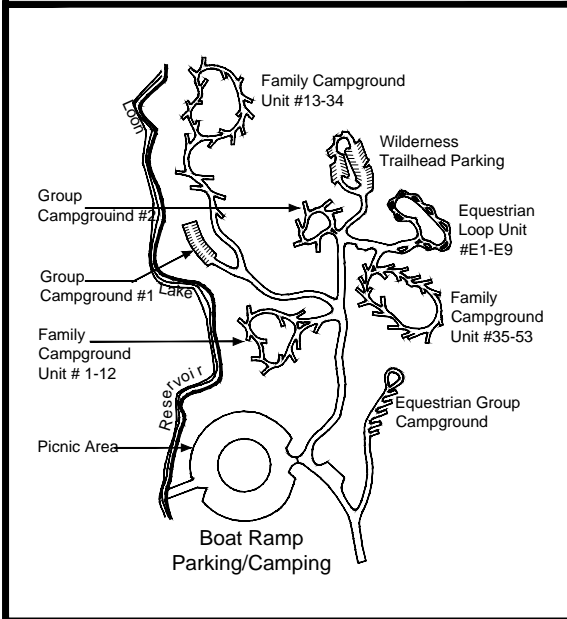 Family Campground
Unit #13-34
Loon
Wilderness
Trailhead Parking
Group
Campground #2
Equestrian
Loop Unit
#E1-E9
Group
Campground #1
Lake
Family
Campground
Unit #35-53
Family
Campground
Unit # 1-12
Reservoir
Equestrian Group
Campground
Picnic Area
Boat Ramp
Parking/Camping